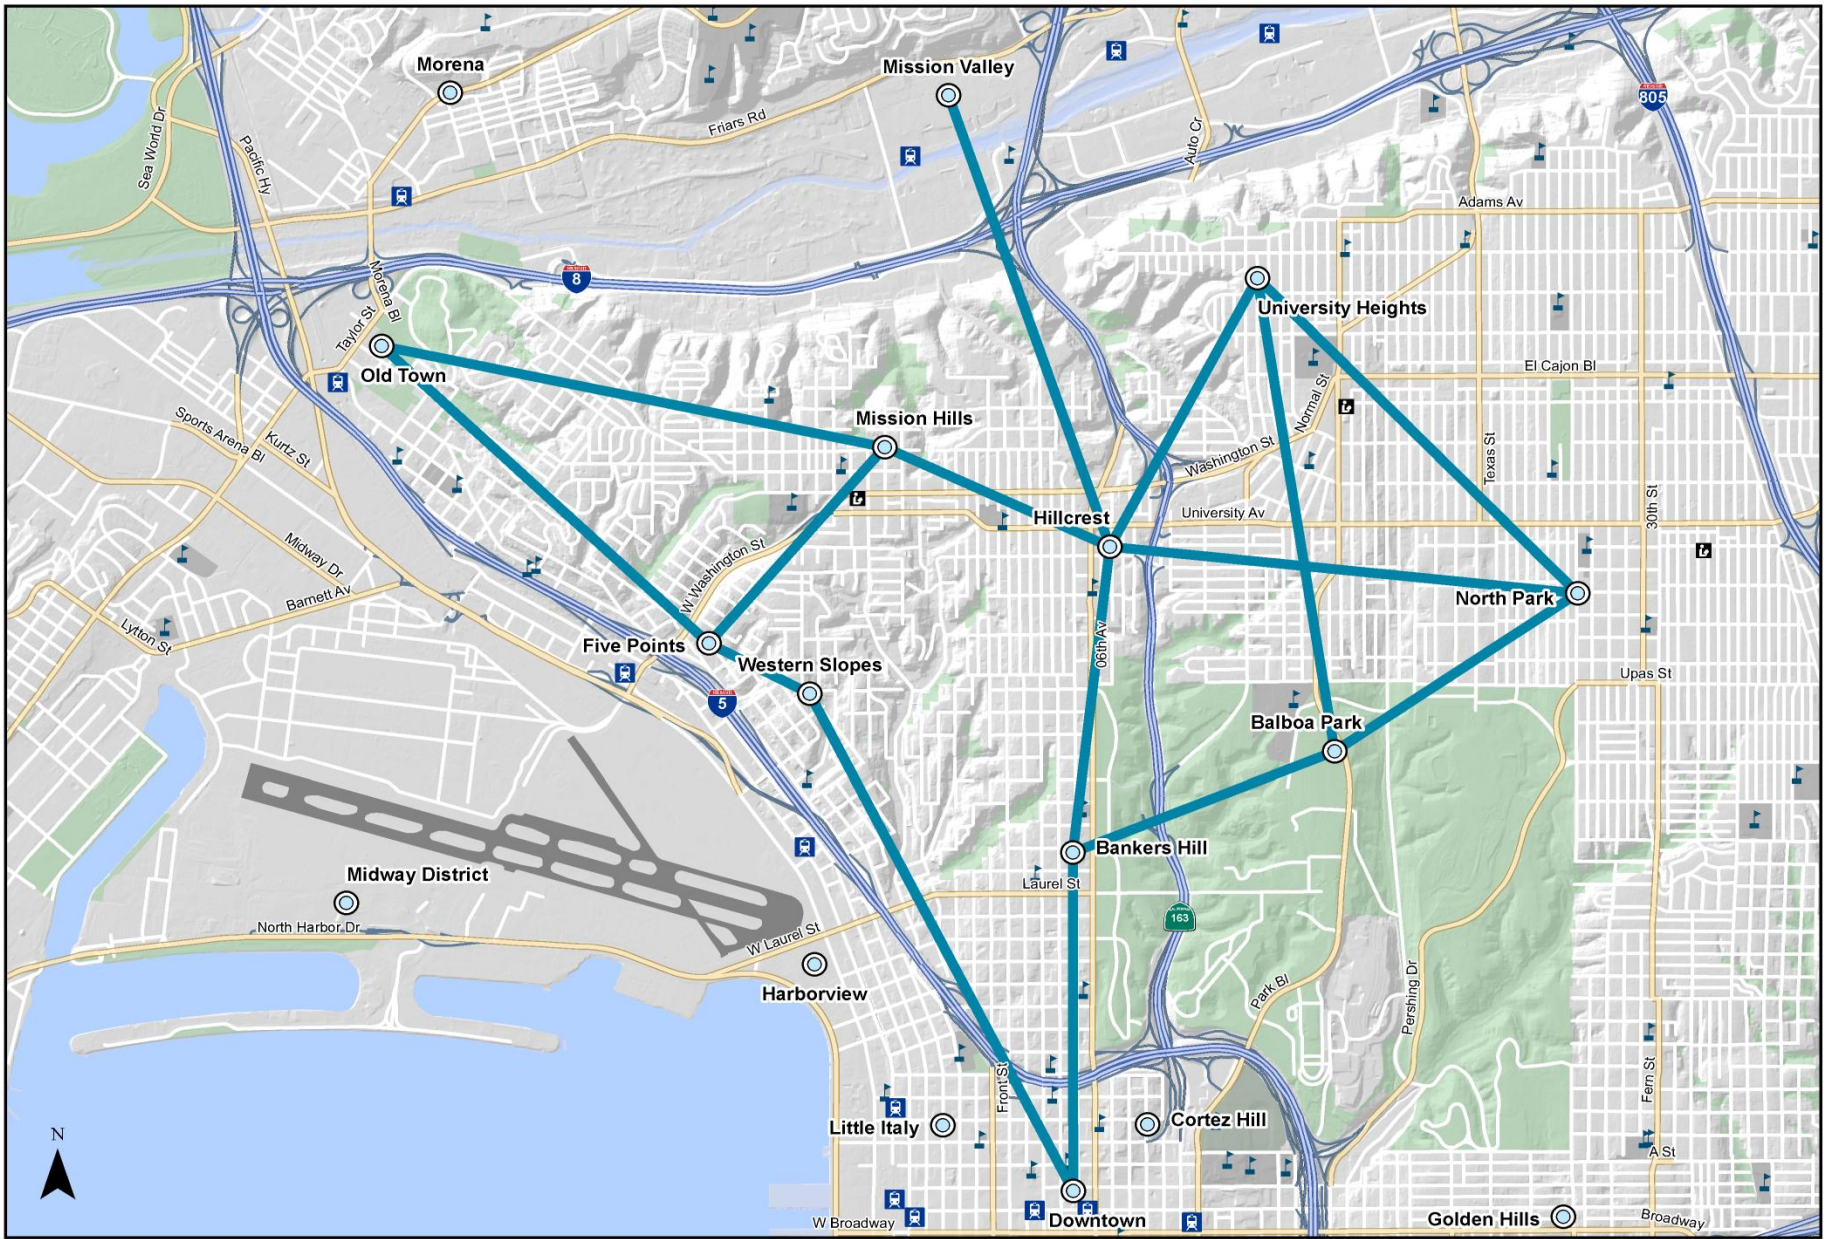 Morena
Mission Valley
805
Sea World Dr
Pacific Hy
Friars Rd
Auto Cr
Adams Av
Morena Bl
8
Taylor St
University Heights
Old Town
El Cajon Bl
Normal St
Mission Hills
Sports Arena Bl
Kurtz St
Washington St
Texas St
30th St
Hillcrest
University Av
Midway Dr
W Washington St
Barnett Av
North Park
Lytton St
Five Points
06th Av
Western Slopes
Upas St
5
Balboa Park
Bankers Hill
Midway District
Laurel St
163
North Harbor Dr
W Laurel St
Harborview
Park Bl
Pershing Dr
Front St
Fern St
Little Italy
Cortez Hill
N
A St
W Broadway
Downtown
Golden Hills
Broadway